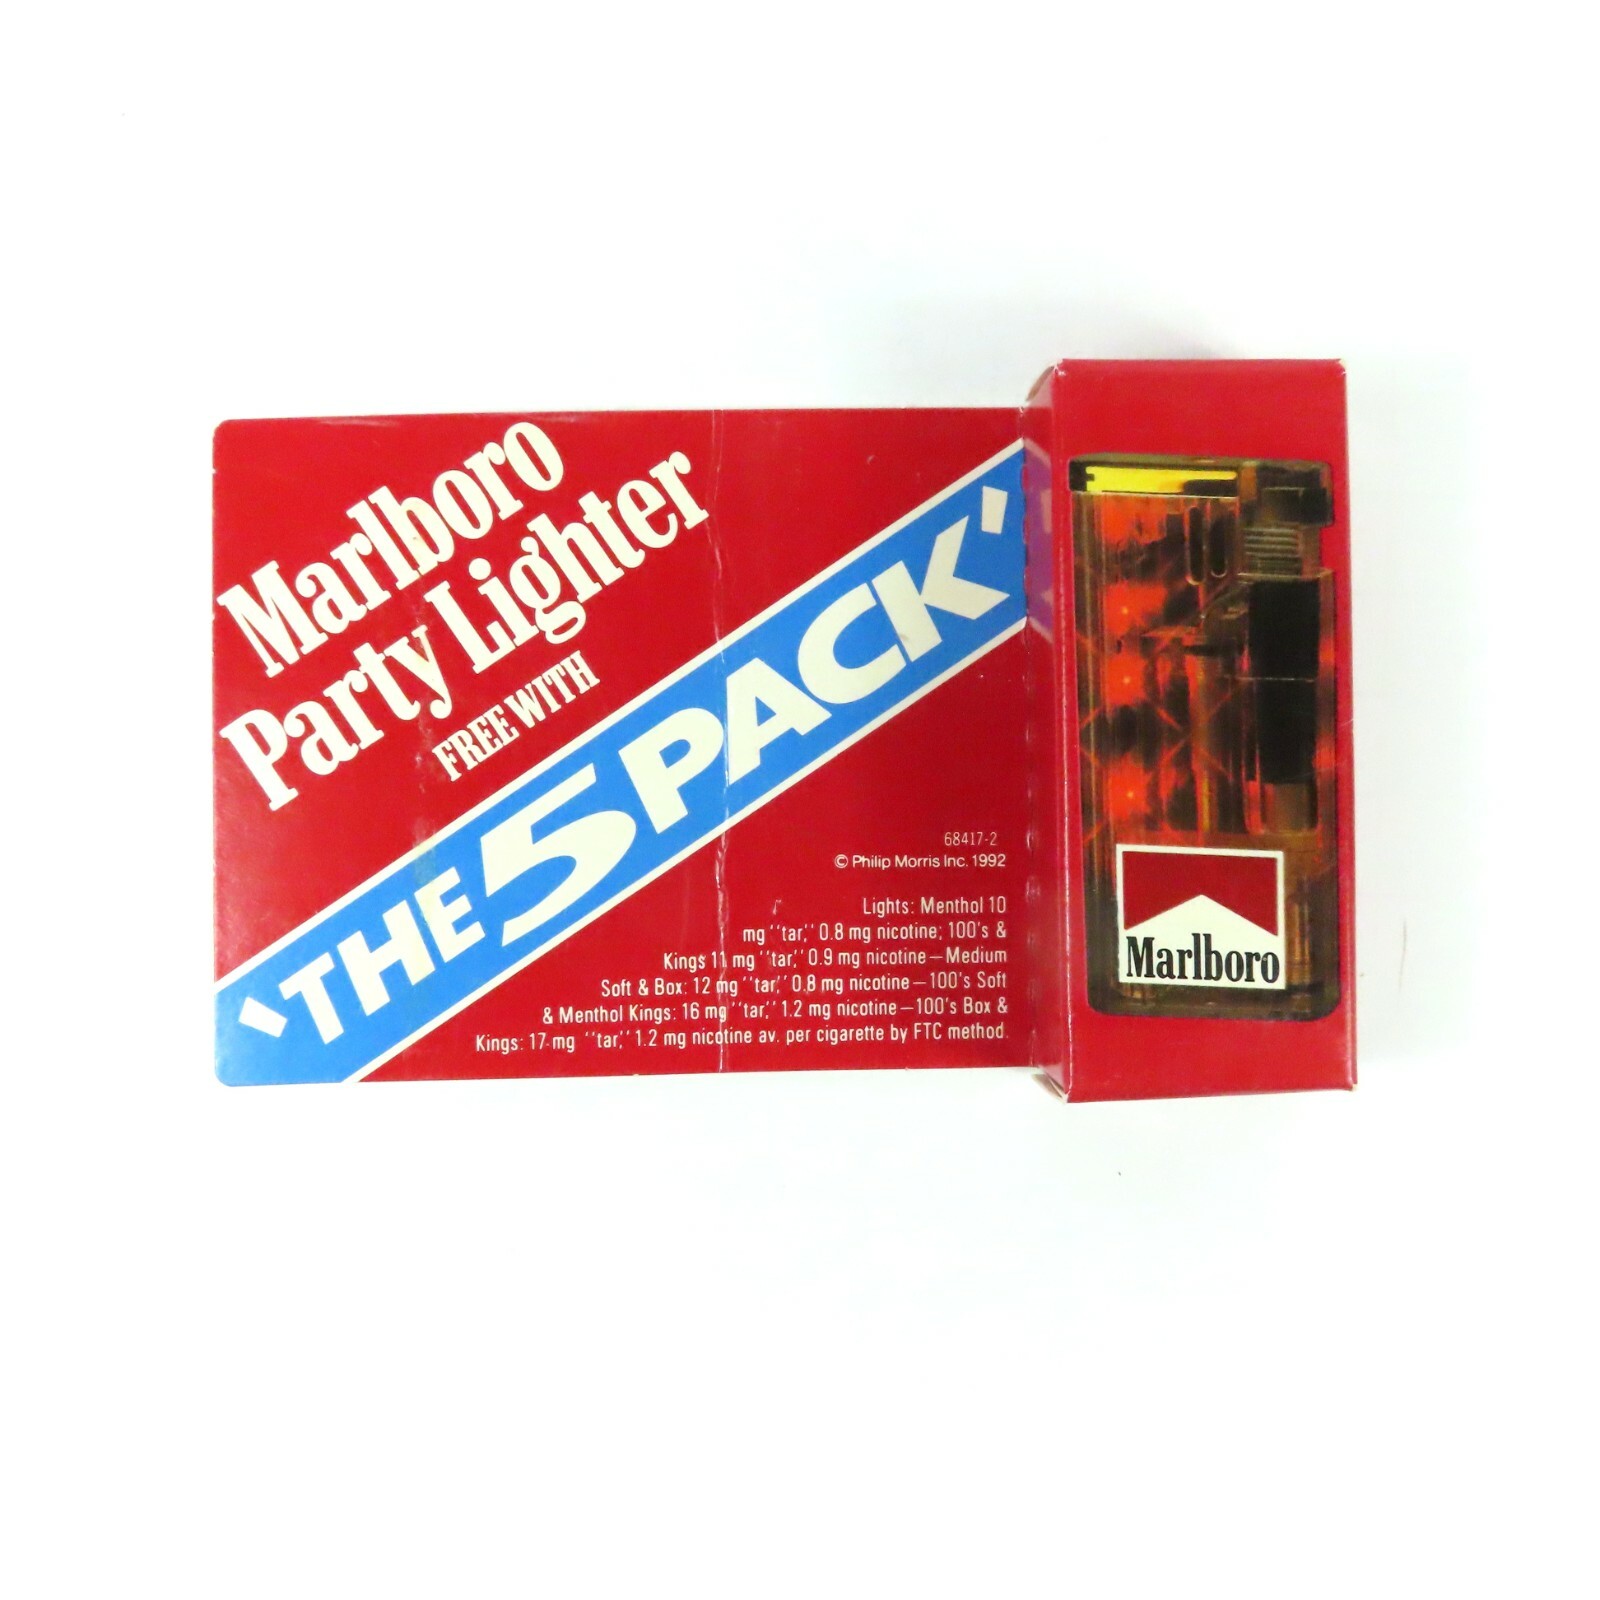 Marlboro
Party Lighter
FREE WITH
'THE 5 PACK'
68417-2
© Philip Morris Inc. 1992
Lights: Menthol 10
mg "tar," 0.8 mg nicotine; 100's &
Kings 11 mg "tar," 0.9 mg nicotine—Medium
Soft & Box: 12 mg "tar," 0.8 mg nicotine—100's Soft
& Menthol Kings: 16 mg "tar," 1.2 mg nicotine—100's Box &
Kings: 17 mg "tar," 1.2 mg nicotine av. per cigarette by FTC method.
Marlboro